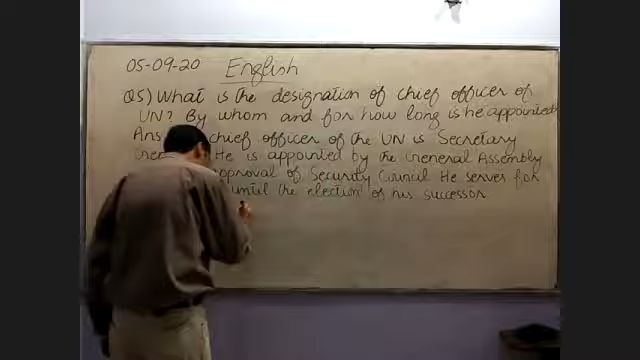 05-09-20 English
Q5) What is the designation of chief officer of
UN? By whom and for how long is he appointed
Ans chief officer of the UN is Secretary
He is appointed by the General Assembly
approval of Security Council He serves for
until the election of his successor